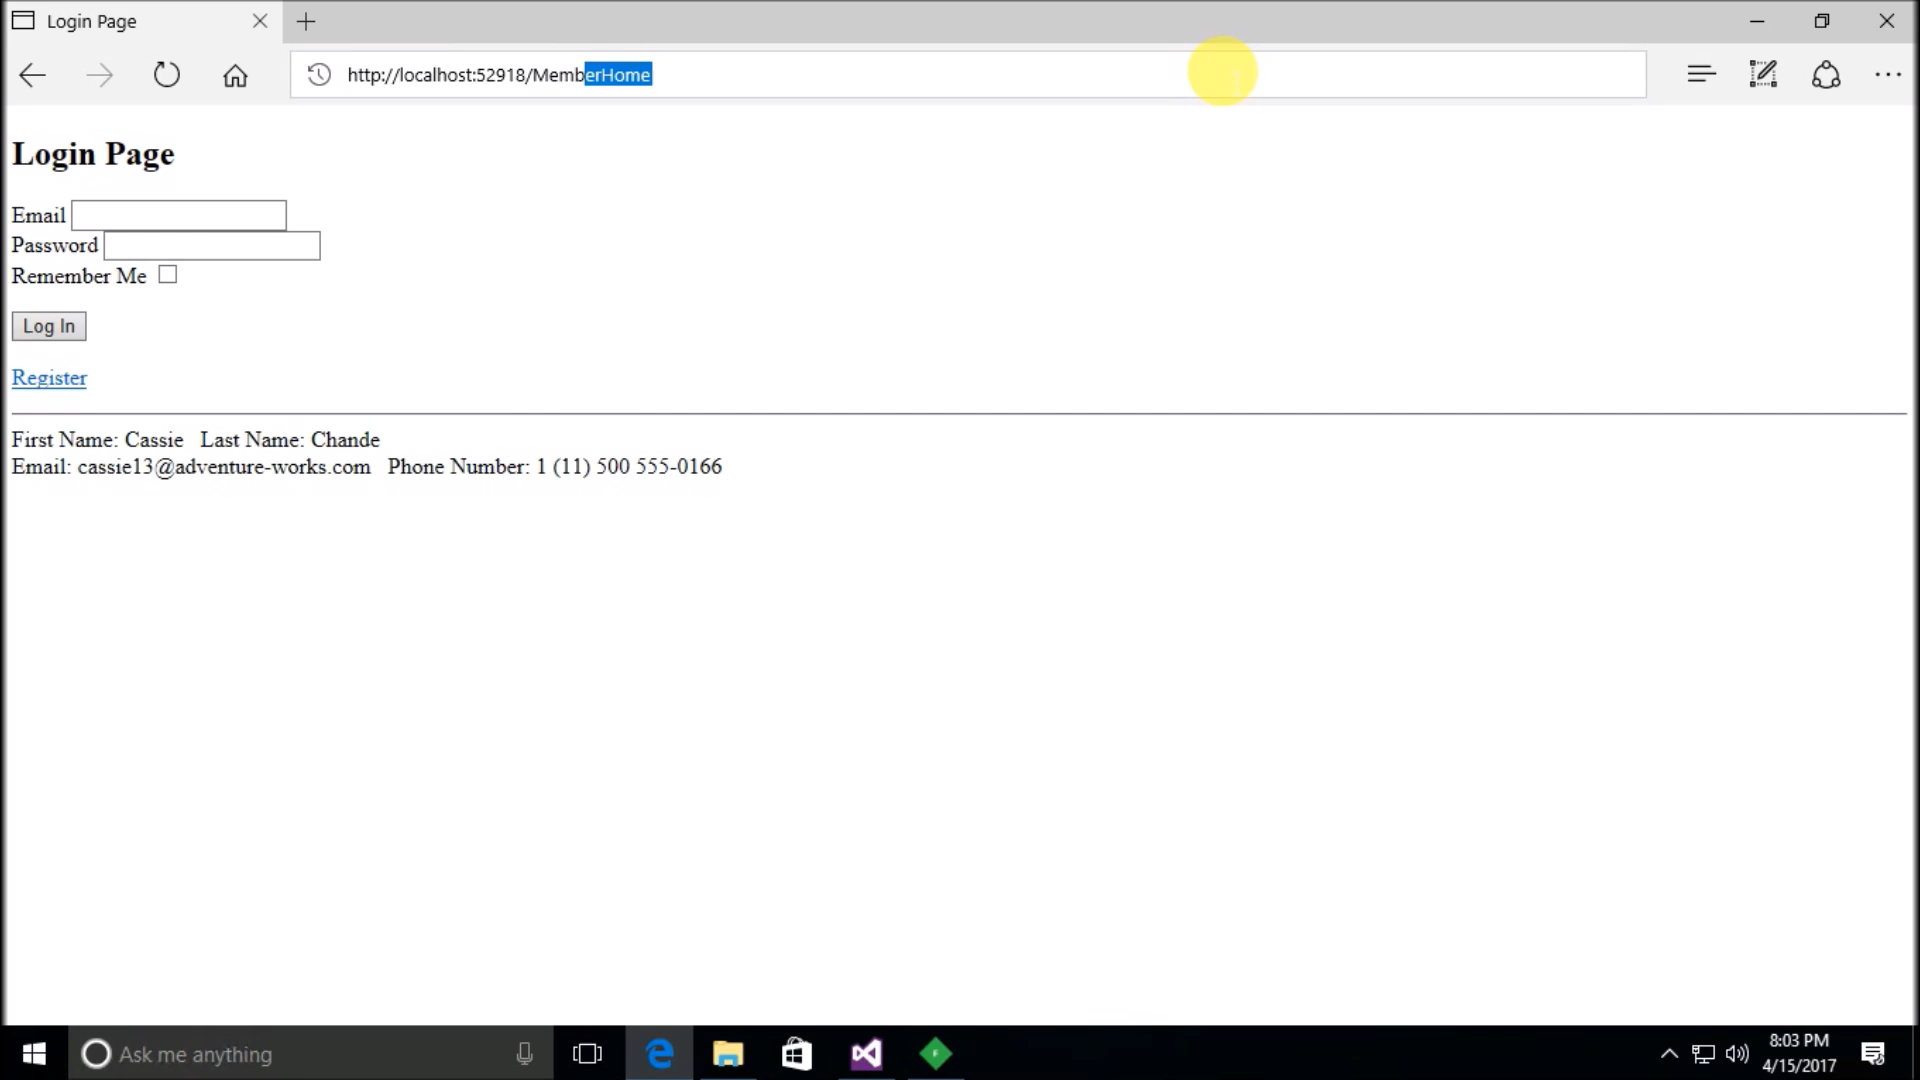 Login Page
http://localhost:52918/MemberHome
Login Page
Email
Password
Remember Me
Log In
Register
First Name: Cassie   Last Name: Chande
Email: cassie13@adventure-works.com   Phone Number: 1 (11) 500 555-0166
Ask me anything
8:03 PM
4/15/2017